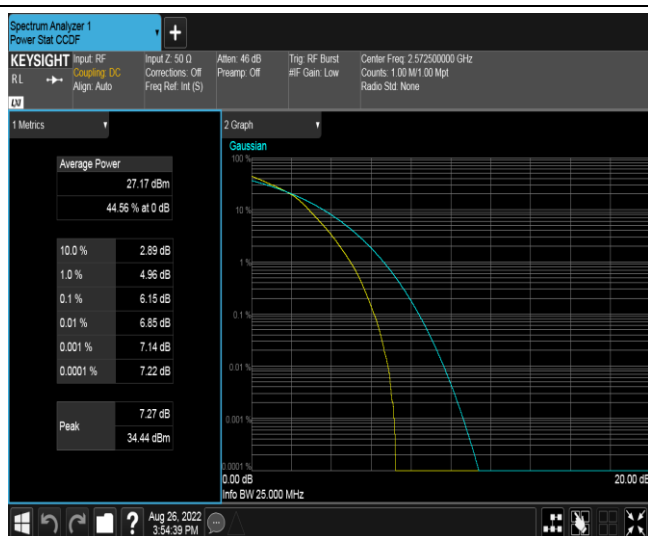 Spectrum Analyzer 1
Power Stat CCDF
+
KEYSIGHT
RL
LXI
Input: RF
Coupling: DC
Align: Auto
Input Z: 50 Ω
Corrections: Off
Freq Ref: Int (S)
Atten: 46 dB
Preamp: Off
Trig: RF Burst
#IF Gain: Low
Center Freq: 2.572500000 GHz
Counts: 1.00 M/1.00 Mpt
Radio Std: None
1 Metrics
Average Power
27.17 dBm
44.56 % at 0 dB
10.0 % 2.89 dB
1.0 % 4.96 dB
0.1 % 6.15 dB
0.01 % 6.85 dB
0.001 % 7.14 dB
0.0001 % 7.22 dB
Peak
7.27 dB
34.44 dBm
2 Graph
Gaussian
100 %
10 %
1 %
0.1 %
0.01 %
0.001 %
0.0001 %
0.00 dB
20.00 dB
Info BW 25.000 MHz
?
Aug 26, 2022
3:54:39 PM